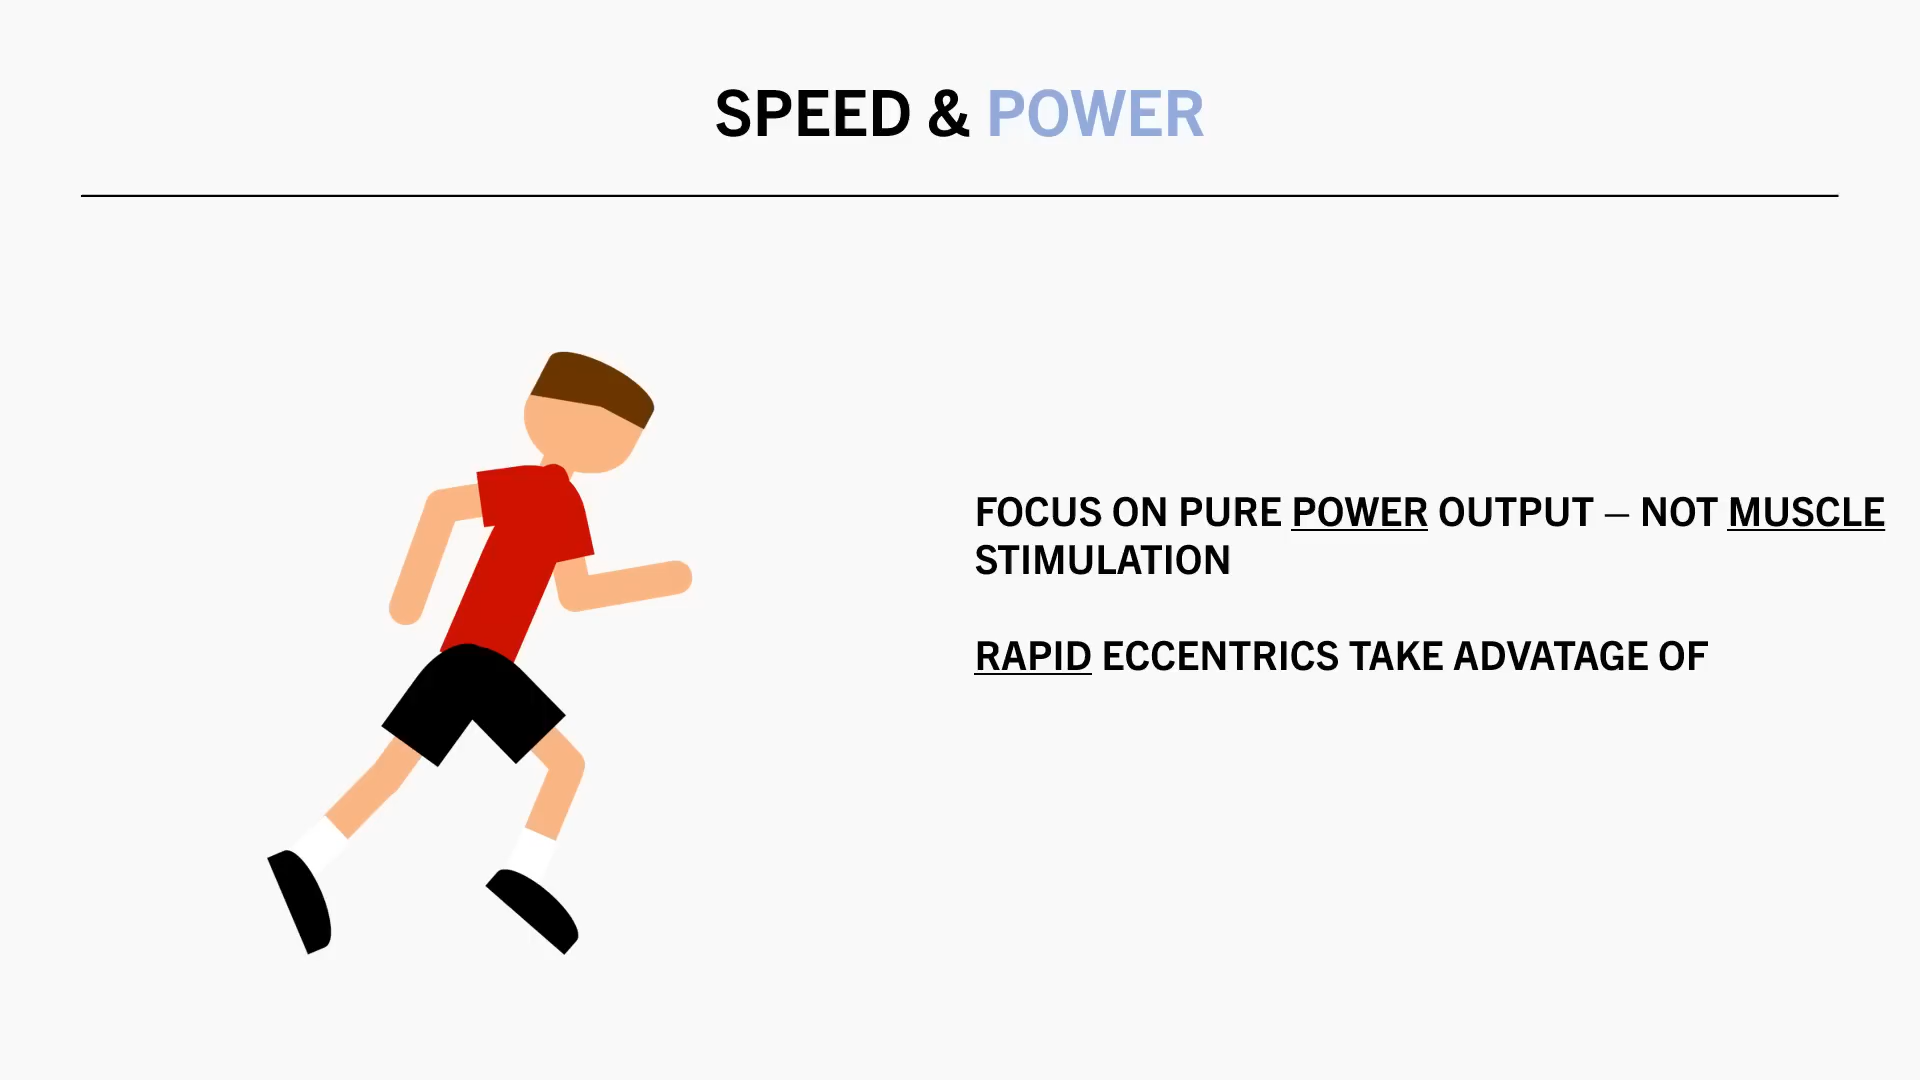 SPEED & POWER
FOCUS ON PURE POWER OUTPUT – NOT MUSCLE
STIMULATION
RAPID ECCENTRICS TAKE ADVATAGE OF